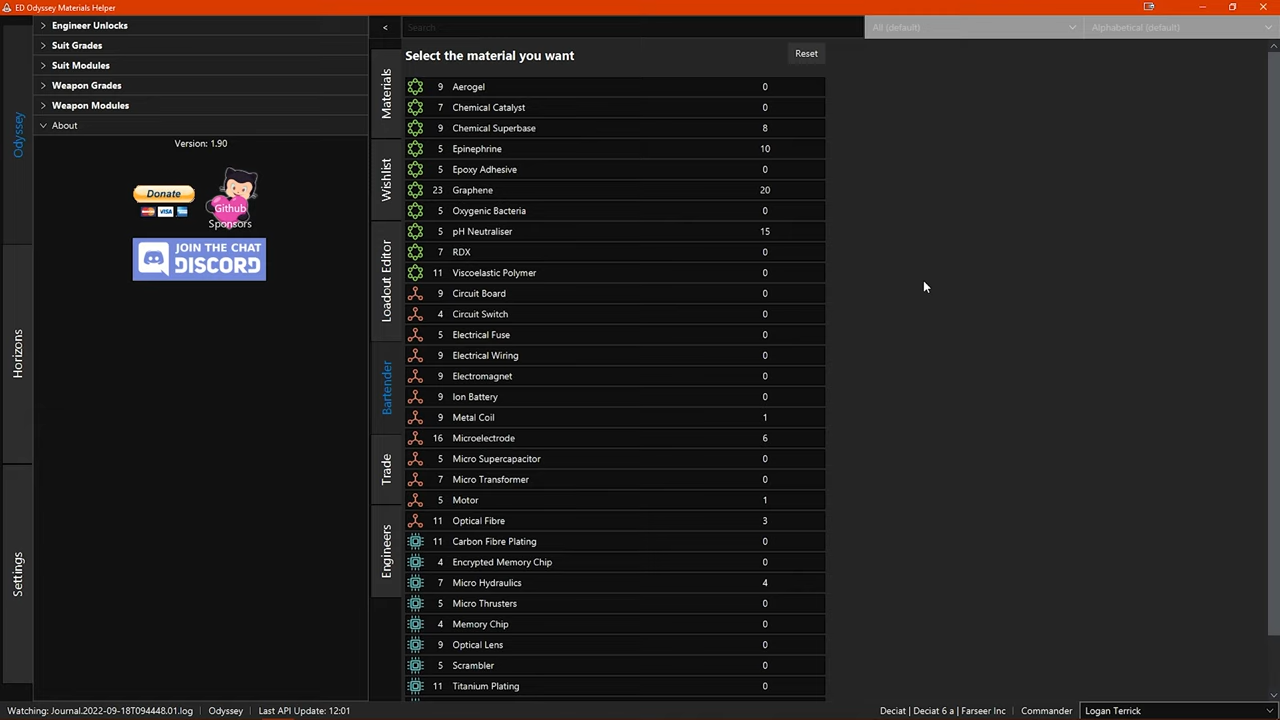 ED Odyssey Materials Helper
Odyssey
Horizons
Settings
Engineer Unlocks
Suit Grades
Suit Modules
Weapon Grades
Weapon Modules
About
Version: 1.90
Donate
VISA
Github
Sponsors
JOIN THE CHAT
DISCORD
<
Materials
Wishlist
Loadout Editor
Bartender
Trade
Engineers
Search
All (default)
Alphabetical (default)
Select the material you want
Reset
9 Aerogel 0
7 Chemical Catalyst 0
9 Chemical Superbase 8
5 Epinephrine 10
5 Epoxy Adhesive 0
23 Graphene 20
5 Oxygenic Bacteria 0
5 pH Neutraliser 15
7 RDX 0
11 Viscoelastic Polymer 0
9 Circuit Board 0
4 Circuit Switch 0
5 Electrical Fuse 0
9 Electrical Wiring 0
9 Electromagnet 0
9 Ion Battery 0
9 Metal Coil 1
16 Microelectrode 6
5 Micro Supercapacitor 0
7 Micro Transformer 0
5 Motor 1
11 Optical Fibre 3
11 Carbon Fibre Plating 0
4 Encrypted Memory Chip 0
7 Micro Hydraulics 4
5 Micro Thrusters 0
4 Memory Chip 0
9 Optical Lens 0
5 Scrambler 0
11 Titanium Plating 0
Watching: Journal.2022-09-18T094448.01.log Odyssey Last API Update: 12:01 Deciat | Deciat 6 a | Farseer Inc Commander Logan Terrick